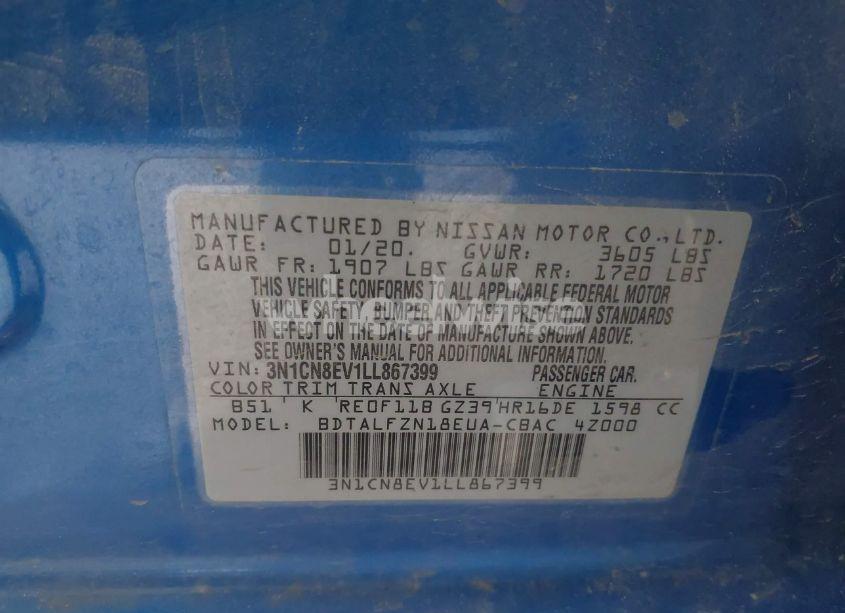 MANUFACTURED BY NISSAN MOTOR CO., LTD.
DATE: 01/20. GVWR: 3605 LBS
GAWR FR: 1907 LBS GAWR RR: 1720 LBS
THIS VEHICLE CONFORMS TO ALL APPLICABLE FEDERAL MOTOR
VEHICLE SAFETY, BUMPER AND THEFT PREVENTION STANDARDS
IN EFFECT ON THE DATE OF MANUFACTURE SHOWN ABOVE.
SEE OWNER'S MANUAL FOR ADDITIONAL INFORMATION.
VIN: 3N1CN8EV1LL867399 PASSENGER CAR.
COLOR TRIM TRANS AXLE ENGINE
B51 K RE0F11B GZ39 HR16DE 1598 CC
MODEL: BDTALFZN18EUA-CBAC 4Z000
3N1CN8EV1LL867399